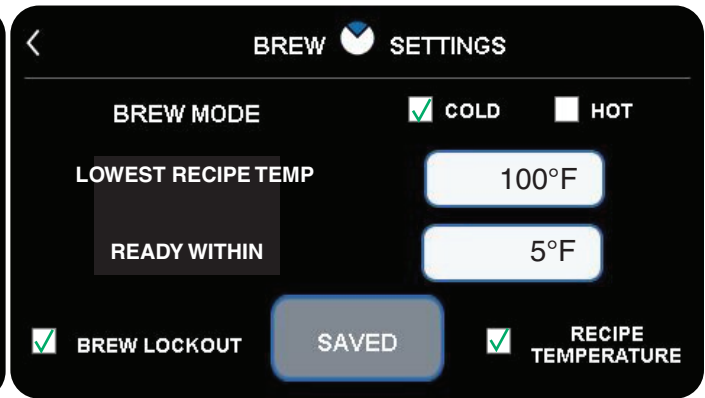 BREW SETTINGS
BREW MODE COLD HOT
LOWEST RECIPE TEMP 100°F
READY WITHIN 5°F
BREW LOCKOUT SAVED RECIPE
TEMPERATURE